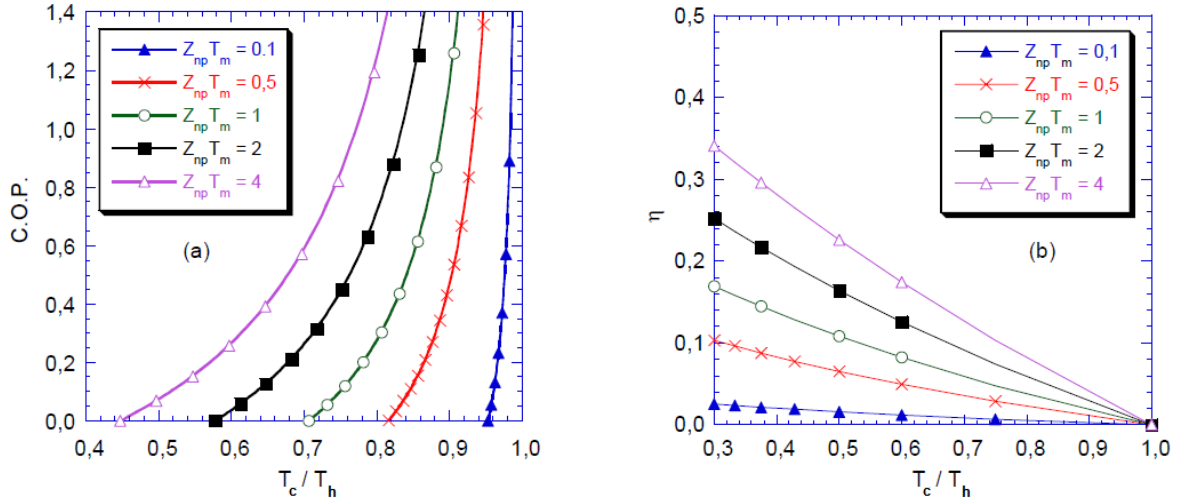 1,4
1,2
1,0
0,8
0,6
0,4
0,2
0,0
C.O.P.
Z_np T_m = 0.1
Z_np T_m = 0,5
Z_np T_m = 1
Z_np T_m = 2
Z_np T_m = 4
(a)
0,4 0,5 0,6 0,7 0,8 0,9 1,0
T_c / T_h
0,5
0,4
0,3
0,2
0,1
0,0
η
Z_np T_m = 0,1
Z_np T_m = 0,5
Z_np T_m = 1
Z_np T_m = 2
Z_np T_m = 4
(b)
0,3 0,4 0,5 0,6 0,7 0,8 0,9 1,0
T_c / T_h